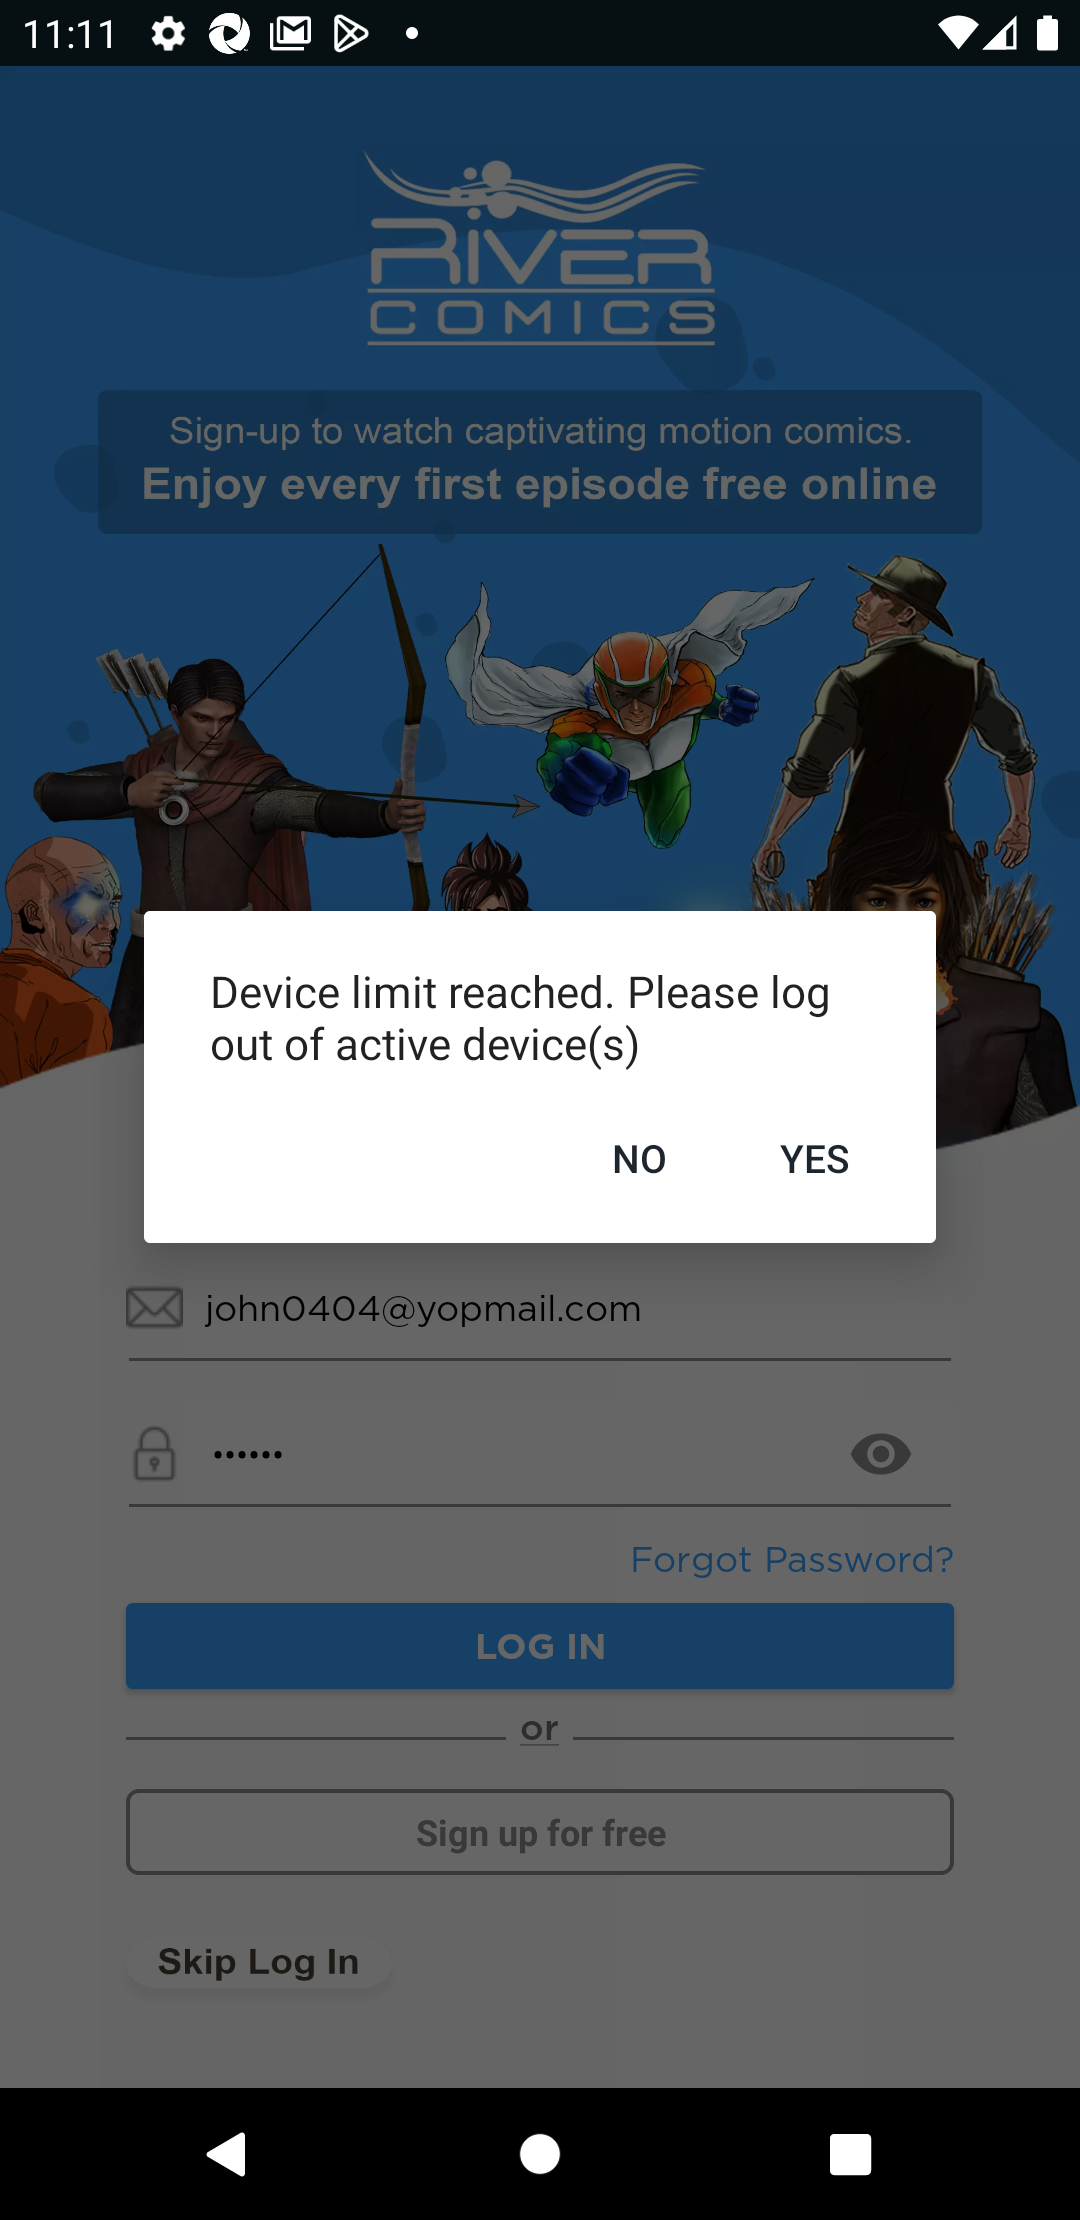 11:11
RIVER
COMICS
Sign-up to watch captivating motion comics.
Enjoy every first episode free online
Device limit reached. Please log
out of active device(s)
NO YES
john0404@yopmail.com
••••••
Forgot Password?
LOG IN
or
Sign up for free
Skip Log In